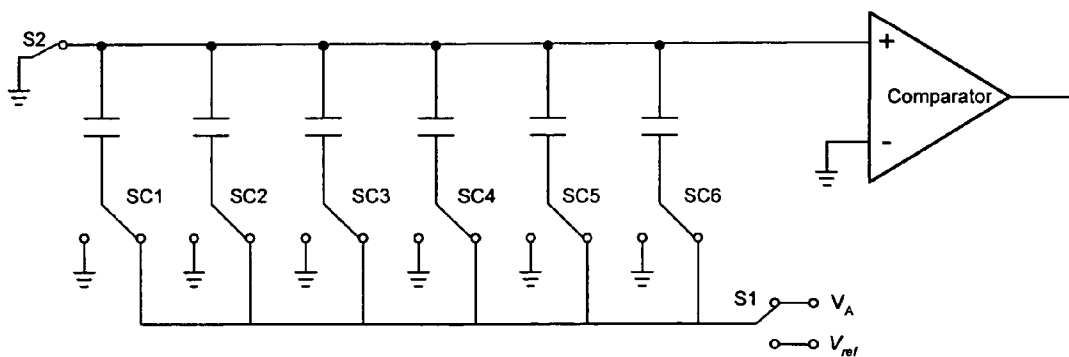 S2
+
Comparator
-
SC1 SC2 SC3 SC4 SC5 SC6
S1
V_A
V_ref